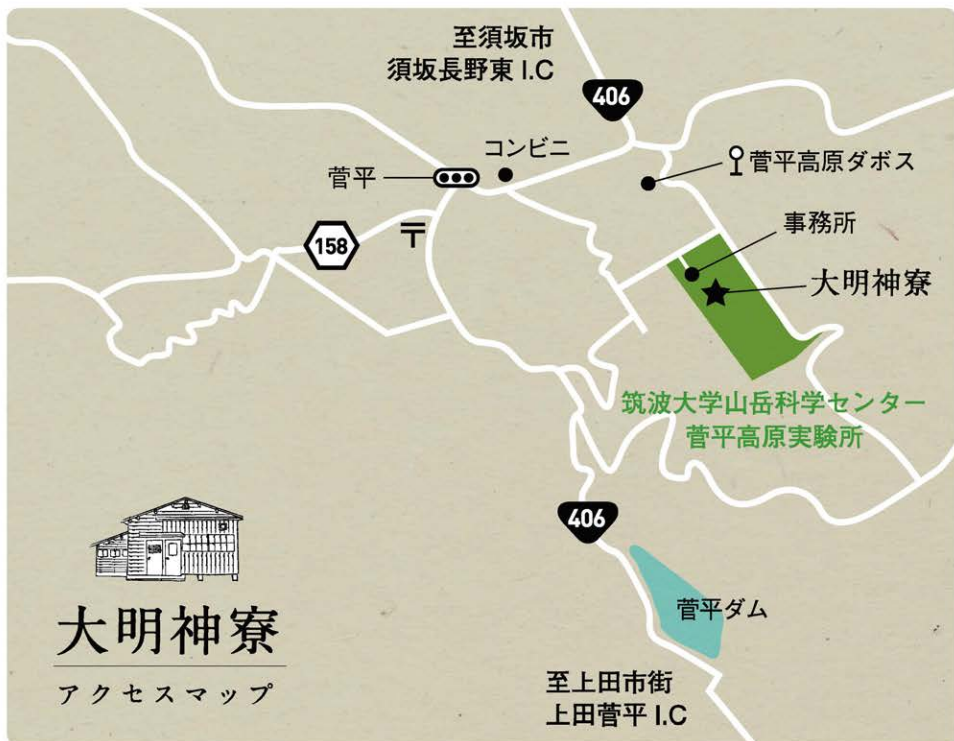 至須坂市
須坂長野東 I.C
406
コンビニ
菅平
菅平高原ダボス
158
〒
事務所
大明神寮
筑波大学山岳科学センター
菅平高原実験所
406
菅平ダム
大明神寮
アクセスマップ
至上田市街
上田菅平 I.C